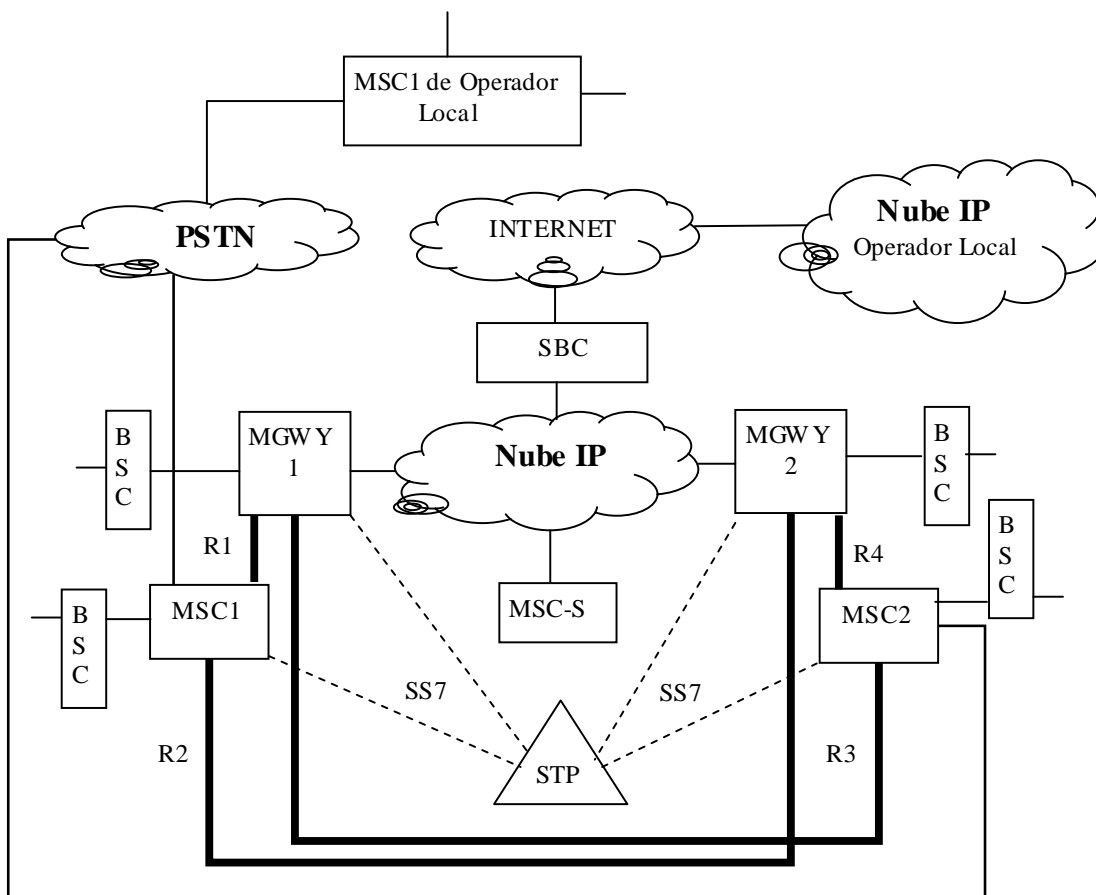 MSC1 de Operador
Local
PSTN
INTERNET
Nube IP
Operador Local
SBC
B
S
C
MGWY
1
Nube IP
MGWY
2
B
S
C
R1
R4
B
S
C
B
S
C
MSC1
MSC-S
MSC2
SS7
SS7
R2
STP
R3